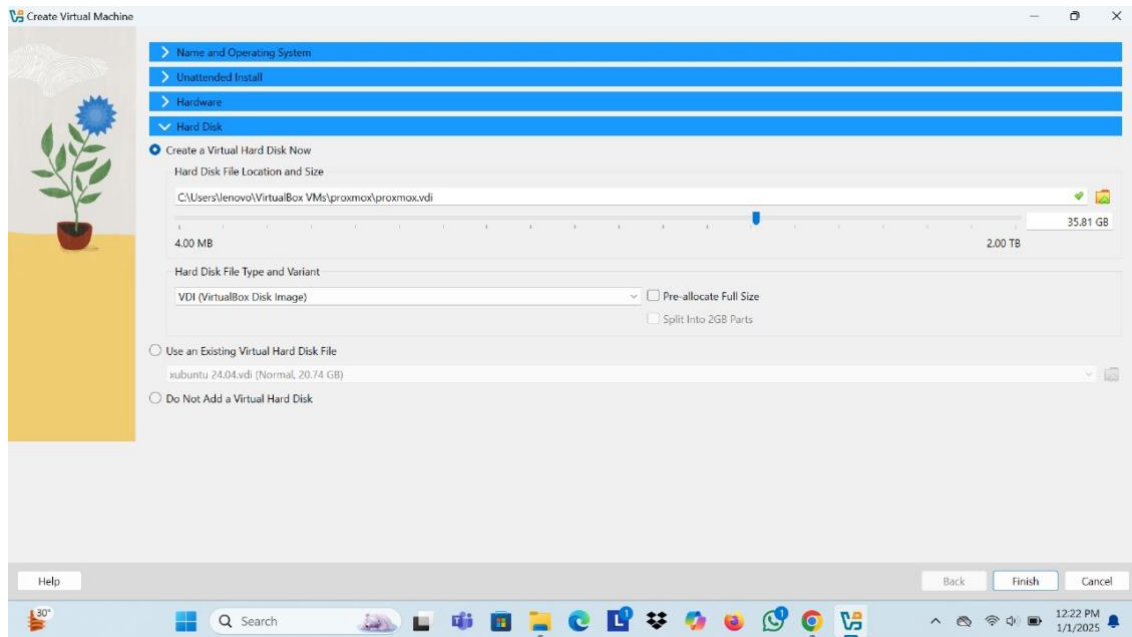 Create Virtual Machine
Name and Operating System
Unattended Install
Hardware
Hard Disk
Create a Virtual Hard Disk Now
Hard Disk File Location and Size
C:\Users\lenovo\VirtualBox VMs\proxmox\proxmox.vdi
35.81 GB
4.00 MB 2.00 TB
Hard Disk File Type and Variant
VDI (VirtualBox Disk Image) Pre-allocate Full Size
Split Into 2GB Parts
Use an Existing Virtual Hard Disk File
xubuntu 24.04.vdi (Normal, 20.74 GB)
Do Not Add a Virtual Hard Disk
Help Back Finish Cancel
30° Search 12:22 PM
1/1/2025